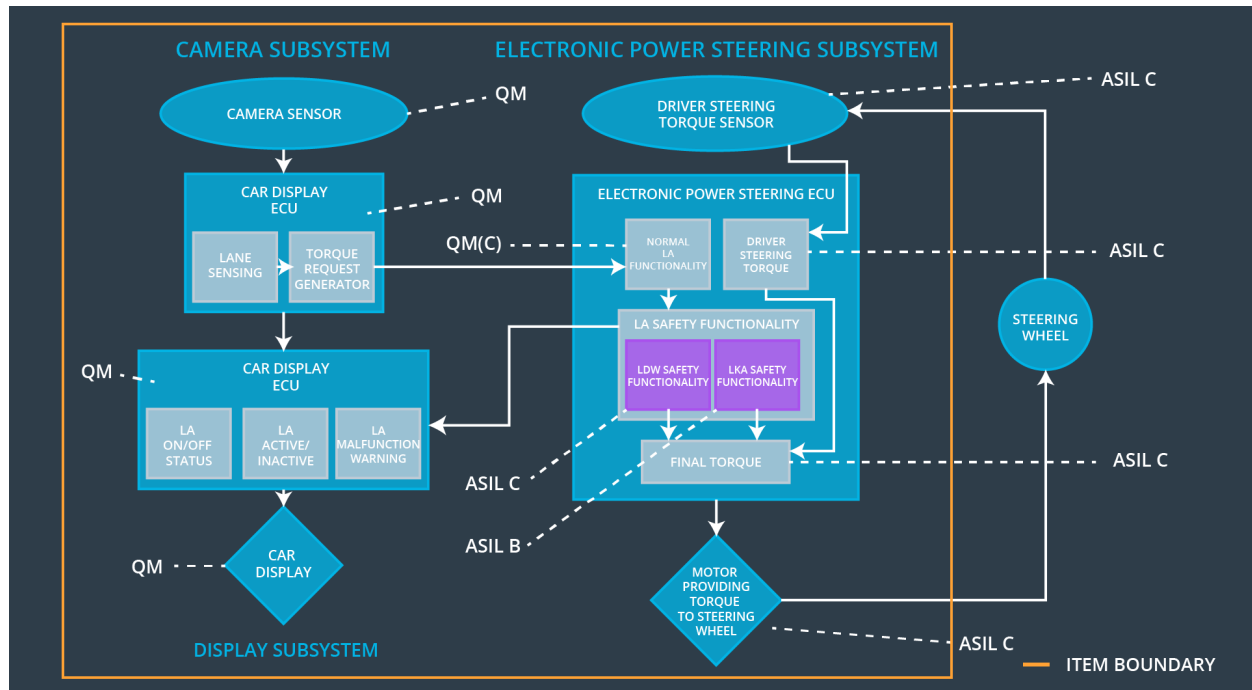 CAMERA SUBSYSTEM
ELECTRONIC POWER STEERING SUBSYSTEM
CAMERA SENSOR
QM
DRIVER STEERING
TORQUE SENSOR
ASIL C
CAR DISPLAY
ECU
QM
LANE
SENSING
TORQUE
REQUEST
GENERATOR
ELECTRONIC POWER STEERING ECU
QM(C)
NORMAL
LA
FUNCTIONALITY
DRIVER
STEERING
TORQUE
ASIL C
LA SAFETY FUNCTIONALITY
LDW SAFETY
FUNCTIONALITY
LKA SAFETY
FUNCTIONALITY
STEERING
WHEEL
CAR DISPLAY
ECU
QM
LA
ON/OFF
STATUS
LA
ACTIVE/
INACTIVE
LA
MALFUNCTION
WARNING
FINAL TORQUE
ASIL C
ASIL C
ASIL B
CAR
DISPLAY
QM
MOTOR
PROVIDING
TORQUE
TO STEERING
WHEEL
ASIL C
DISPLAY SUBSYSTEM
ITEM BOUNDARY